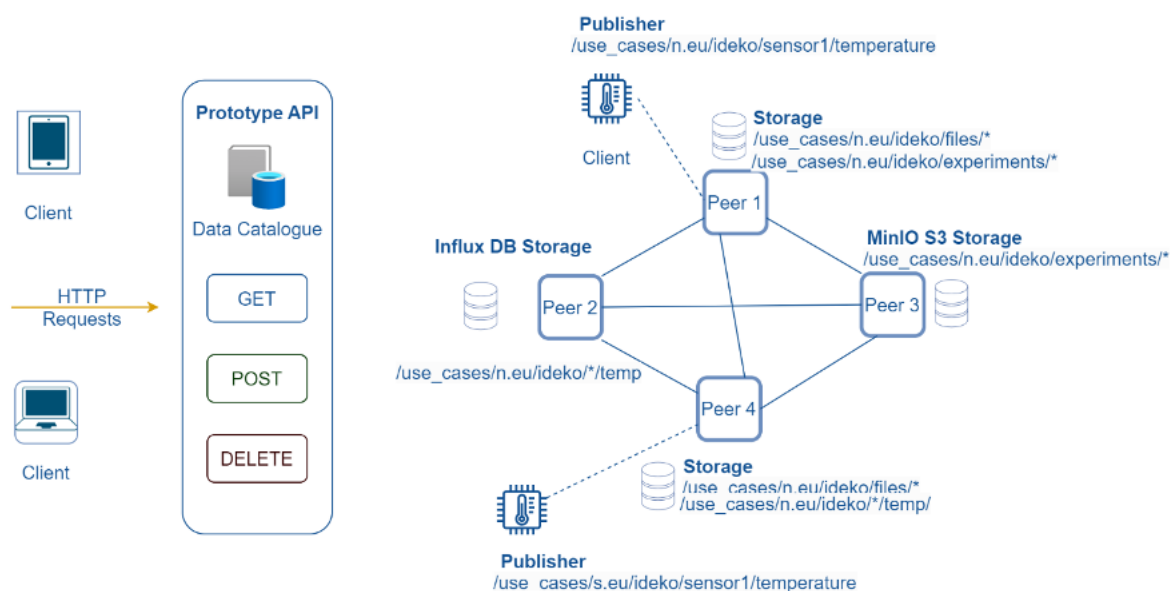 Publisher
/use_cases/n.eu/ideko/sensor1/temperature
Client
Prototype API
Data Catalogue
GET
POST
DELETE
HTTP
Requests
Client
Client
Storage
/use_cases/n.eu/ideko/files/*
/use_cases/n.eu/ideko/experiments/*
Peer 1
Influx DB Storage
Peer 2
/use_cases/n.eu/ideko/*/temp
MinIO S3 Storage
/use_cases/n.eu/ideko/experiments/*
Peer 3
Peer 4
Storage
/use_cases/n.eu/ideko/files/*
/use_cases/n.eu/ideko/*/temp/
Publisher
/use_cases/s.eu/ideko/sensor1/temperature